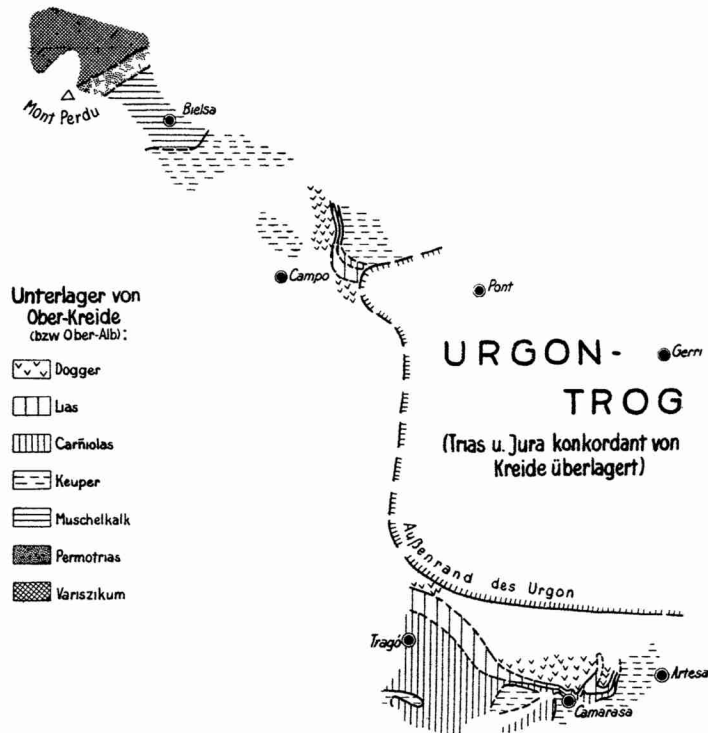 Mont Perdu
Bielsa
Campo
Pont
Gerri
Unterlager von
Ober-Kreide
(bzw Ober-Alb):
Dogger
Lias
Carñiolas
Keuper
Muschelkalk
Permotrias
Variszikum
URGON-
TROG
(Trias u. Jura konkordant von
Kreide überlagert)
Außenrand des Urgon
Tragó
Artesa
Camarasa